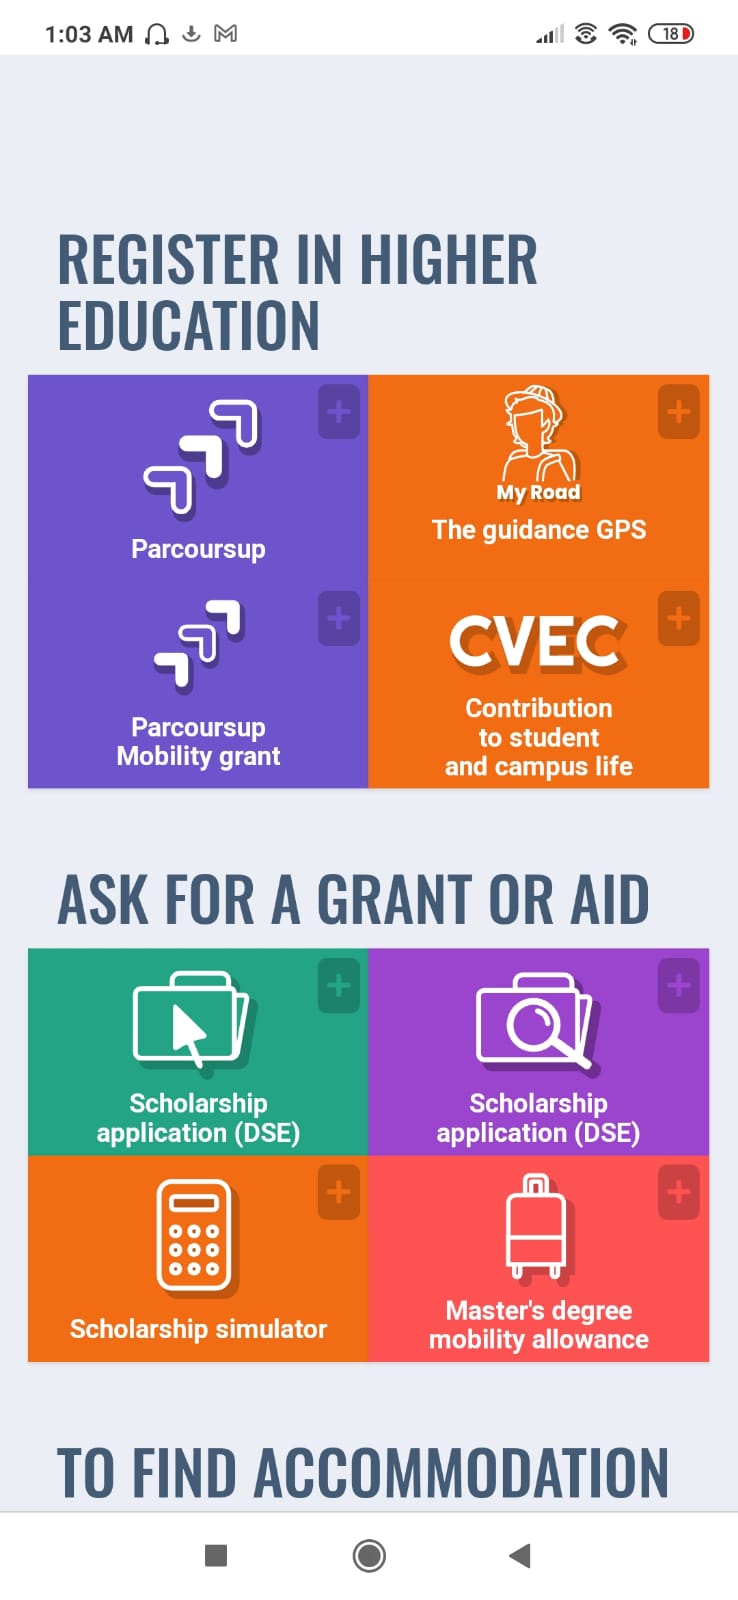 1:03 AM
18
REGISTER IN HIGHER
EDUCATION
Parcoursup
My Road
The guidance GPS
Parcoursup
Mobility grant
CVEC
Contribution
to student
and campus life
ASK FOR A GRANT OR AID
Scholarship
application (DSE)
Scholarship
application (DSE)
Scholarship simulator
Master's degree
mobility allowance
TO FIND ACCOMMODATION